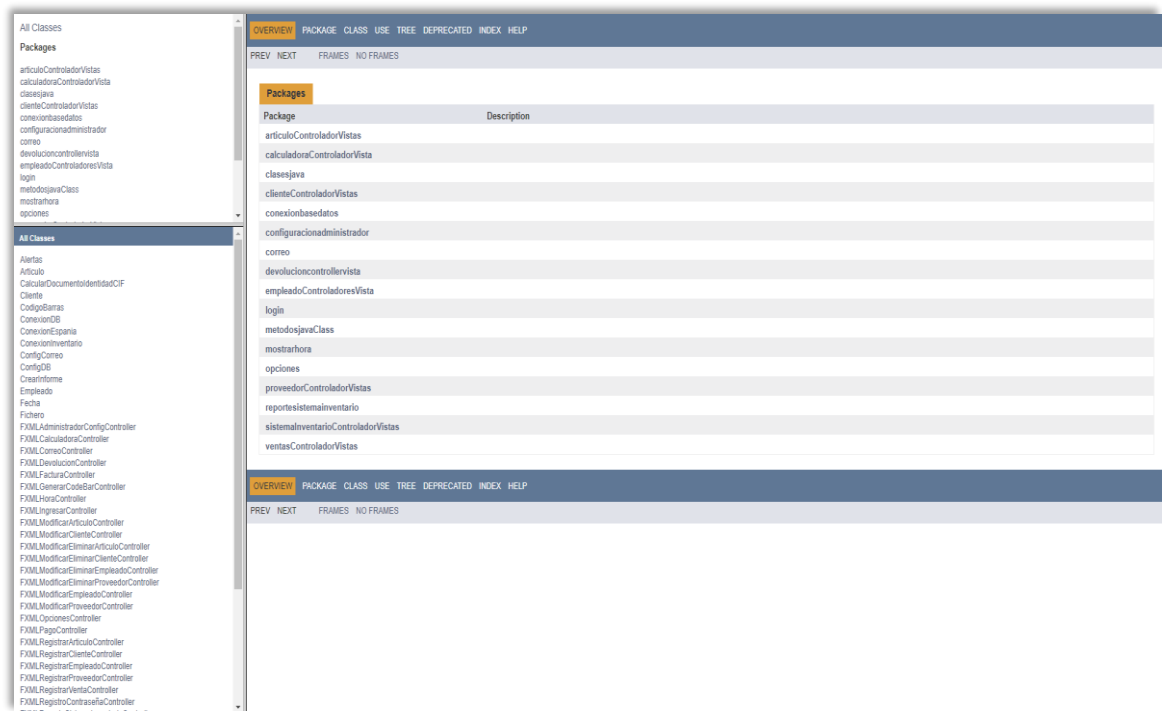 All Classes
Packages
articuloControladorVistas
calculadoraControladorVista
clasesjava
clienteControladorVistas
conexionbasedatos
configuracionadministrador
correo
devolucioncontrollervista
empleadoControladoresVista
login
metodosjavaClass
mostrarhora
opciones
All Classes
Alertas
Articulo
CalcularDocumentoIdentidadCIF
Cliente
CodigoBarras
ConexionDB
ConexionEspania
ConexionInventario
ConfigCorreo
ConfigDB
CrearInforme
Empleado
Fecha
Fichero
FXMLAdministradorConfigController
FXMLCalculadoraController
FXMLCorreoController
FXMLDevolucionController
FXMLFacturaController
FXMLGenerarCodeBarController
FXMLHoraController
FXMLIngresarController
FXMLModificarArticuloController
FXMLModificarClienteController
FXMLModificarEliminarArticuloController
FXMLModificarEliminarClienteController
FXMLModificarEliminarEmpleadoController
FXMLModificarEliminarProveedorController
FXMLModificarEmpleadoController
FXMLModificarProveedorController
FXMLOpcionesController
FXMLPagoController
FXMLRegistrarArticuloController
FXMLRegistrarClienteController
FXMLRegistrarEmpleadoController
FXMLRegistrarProveedorController
FXMLRegistrarVentaController
FXMLRegistroContraseñaController
OVERVIEW PACKAGE CLASS USE TREE DEPRECATED INDEX HELP
PREV NEXT FRAMES NO FRAMES
Packages
Package Description
articuloControladorVistas
calculadoraControladorVista
clasesjava
clienteControladorVistas
conexionbasedatos
configuracionadministrador
correo
devolucioncontrollervista
empleadoControladoresVista
login
metodosjavaClass
mostrarhora
opciones
proveedorControladorVistas
reportesistemainventario
sistemaInventarioControladorVistas
ventasControladorVistas
OVERVIEW PACKAGE CLASS USE TREE DEPRECATED INDEX HELP
PREV NEXT FRAMES NO FRAMES